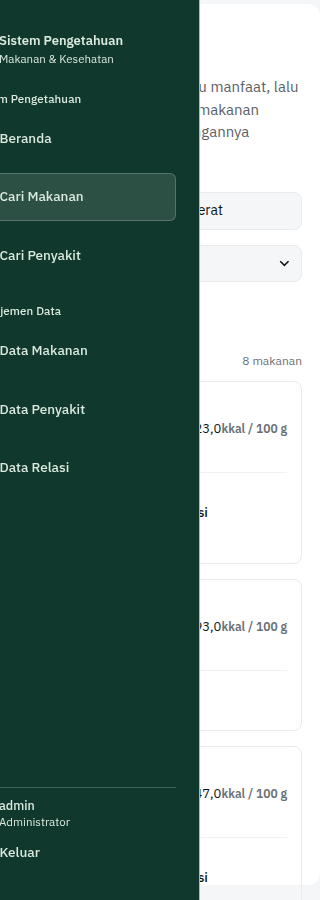 Sistem Pengetahuan
Makanan & Kesehatan
m Pengetahuan
Beranda
Cari Makanan
Cari Penyakit
jemen Data
Data Makanan
Data Penyakit
Data Relasi
admin
Administrator
Keluar
u manfaat, lalu
makanan
gannya
erat
8 makanan
23,0kkal / 100 g
si
93,0kkal / 100 g
47,0kkal / 100 g
si